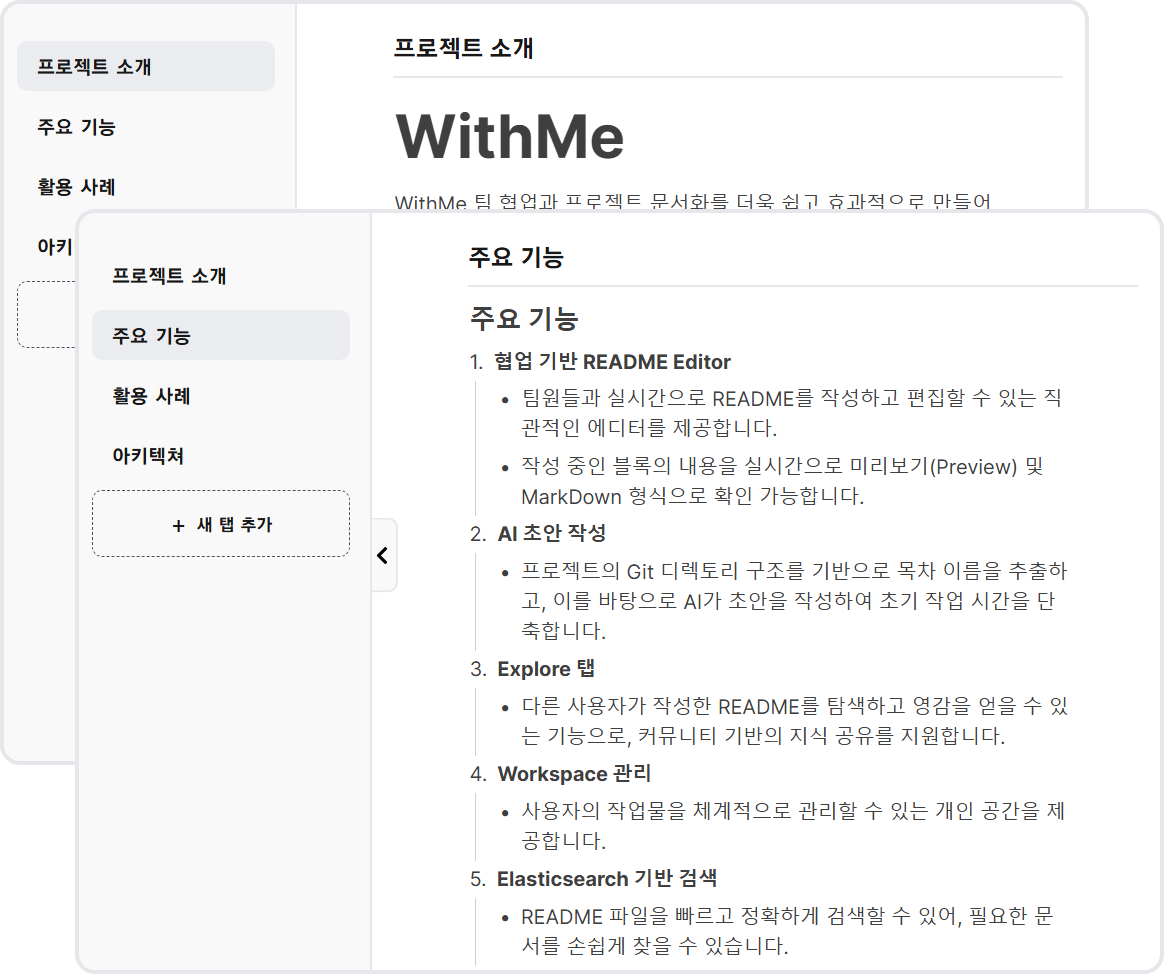 프로젝트 소개
주요 기능
활용 사례
아키
프로젝트 소개
WithMe
WithMe 팀 협업과 프로젝트 문서화를 더욱 쉽고 효과적으로 만들어
프로젝트 소개
주요 기능
활용 사례
아키텍쳐
+ 새 탭 추가
주요 기능
주요 기능
1. 협업 기반 README Editor
• 팀원들과 실시간으로 README를 작성하고 편집할 수 있는 직
관적인 에디터를 제공합니다.
• 작성 중인 블록의 내용을 실시간으로 미리보기(Preview) 및
MarkDown 형식으로 확인 가능합니다.
2. AI 초안 작성
• 프로젝트의 Git 디렉토리 구조를 기반으로 목차 이름을 추출하
고, 이를 바탕으로 AI가 초안을 작성하여 초기 작업 시간을 단
축합니다.
3. Explore 탭
• 다른 사용자가 작성한 README를 탐색하고 영감을 얻을 수 있
는 기능으로, 커뮤니티 기반의 지식 공유를 지원합니다.
4. Workspace 관리
• 사용자의 작업물을 체계적으로 관리할 수 있는 개인 공간을 제
공합니다.
5. Elasticsearch 기반 검색
• README 파일을 빠르고 정확하게 검색할 수 있어, 필요한 문
서를 손쉽게 찾을 수 있습니다.